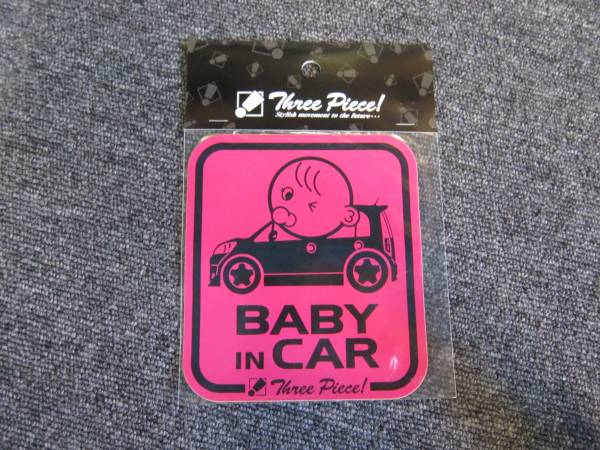 Three Piece!
Stylish movement to the future・・・
BABY
IN CAR
Three Piece!